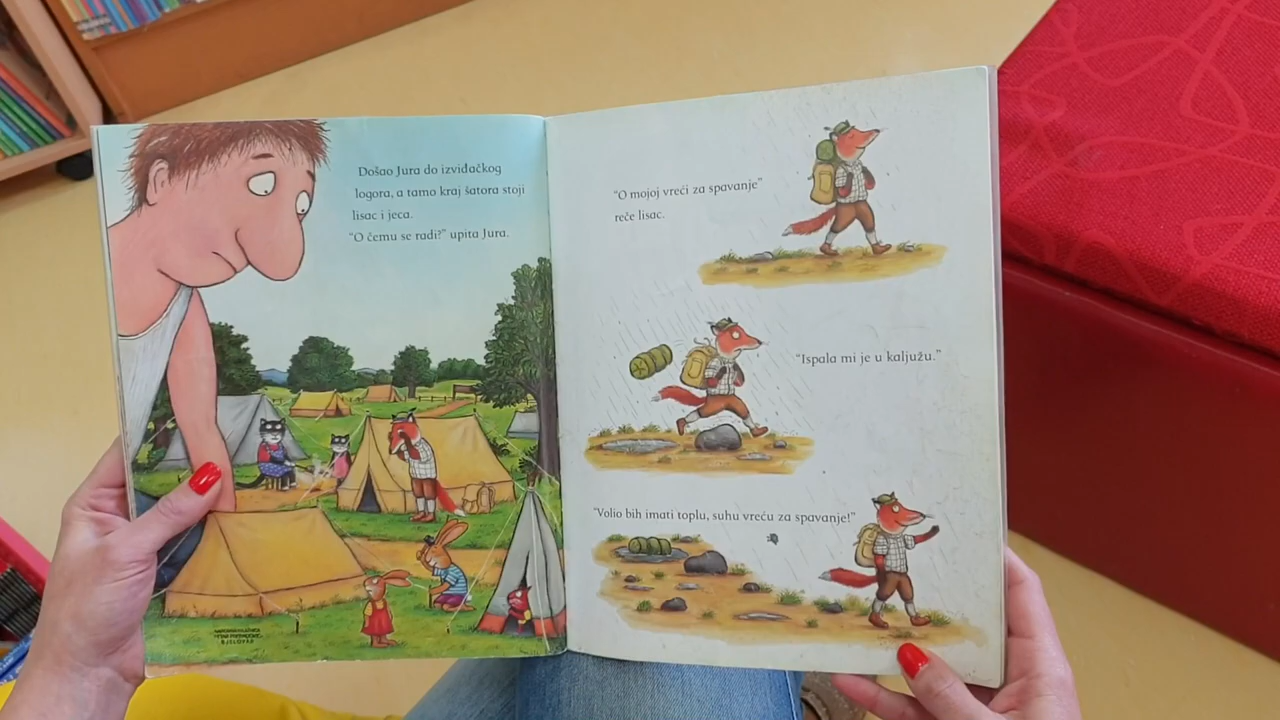 Došao Jura do izviđačkog
logora, a tamo kraj šatora stoji
lisac i jeca.
"O čemu se radi?" upita Jura.
"O mojoj vreći za spavanje"
reče lisac.
"Ispala mi je u kaljužu."
"Volio bih imati toplu, suhu vreću za spavanje!"